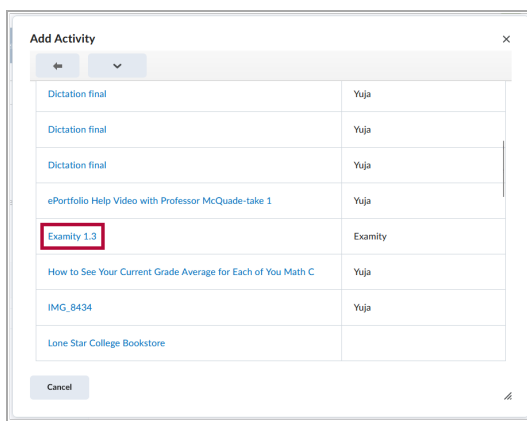 Add Activity
Dictation final Yuja
Dictation final Yuja
Dictation final Yuja
ePortfolio Help Video with Professor McQuade-take 1 Yuja
Examity 1.3 Examity
How to See Your Current Grade Average for Each of You Math C Yuja
IMG_8434 Yuja
Lone Star College Bookstore
Cancel